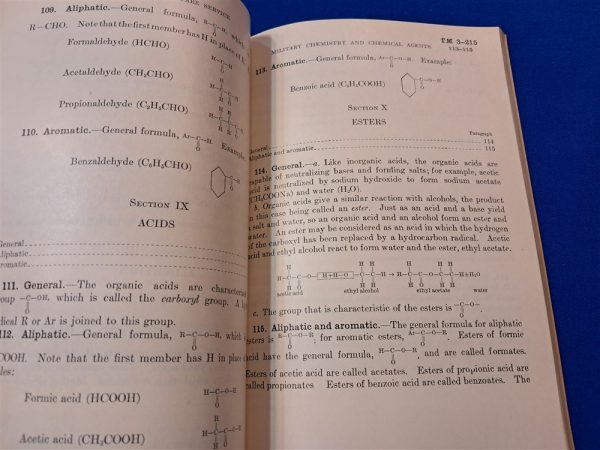 ARE SERVICE
109. Aliphatic.—General formula, R—C—H.
O
R—CHO. Note that the first member has H in place of
Formaldehyde (HCHO)
H—C—H
O
Acetaldehyde (CH₃CHO)
Propionaldehyde (C₂H₅CHO)
110. Aromatic.—General formula, Ar—C—H Example
O
Benzaldehyde (C₆H₅CHO)
C—H
O
SECTION IX
ACIDS
General
Aliphatic
Aromatic
111. General.—The organic acids are
—C—OH, which is called the carboxyl group. A
O
R or Ar is joined to this group.
112. Aliphatic.—General formula, R—C—O—H, which
O
COOH. Note that the first member has H in place
Formic acid (HCOOH)
H—C—O—H
O
Acetic acid (CH₃COOH)
TM 3-215
MILITARY CHEMISTRY AND CHEMICAL AGENTS
113-115
113. Aromatic.—General formula, Ar—C—O—H Example:
O
Benzoic acid (C₆H₅COOH)
C—O—H
O
SECTION X
ESTERS
Paragraph
General 114
Aliphatic and aromatic 115
114. General.—a. Like inorganic acids, the organic acids are
capable of neutralizing bases and forming salts; for example, acetic
acid is neutralized by sodium hydroxide to form sodium acetate
(CH₃COONa) and water (H₂O).
b. Organic acids give a similar reaction with alcohols, the product
in this case being called an ester. Just as an acid and a base yield
a salt and water, so an organic acid and an alcohol form an ester and
water. An ester may be considered as an acid in which the hydrogen
of the carboxyl has been replaced by a hydrocarbon radical. Acetic
acid and ethyl alcohol react to form water and the ester, ethyl acetate.
acetic acid ethyl alcohol ethyl acetate water
c. The group that is characteristic of the esters is —C—O—.
O
115. Aliphatic and aromatic.—The general formula for aliphatic
esters is R—C—O—R, for aromatic esters, Ar—C—O—R. Esters of formic
acid have the general formula, H—C—O—R, and are called formates.
Esters of acetic acid are called acetates. Esters of propionic acid are
called propionates Esters of benzoic acid are called benzoates. The